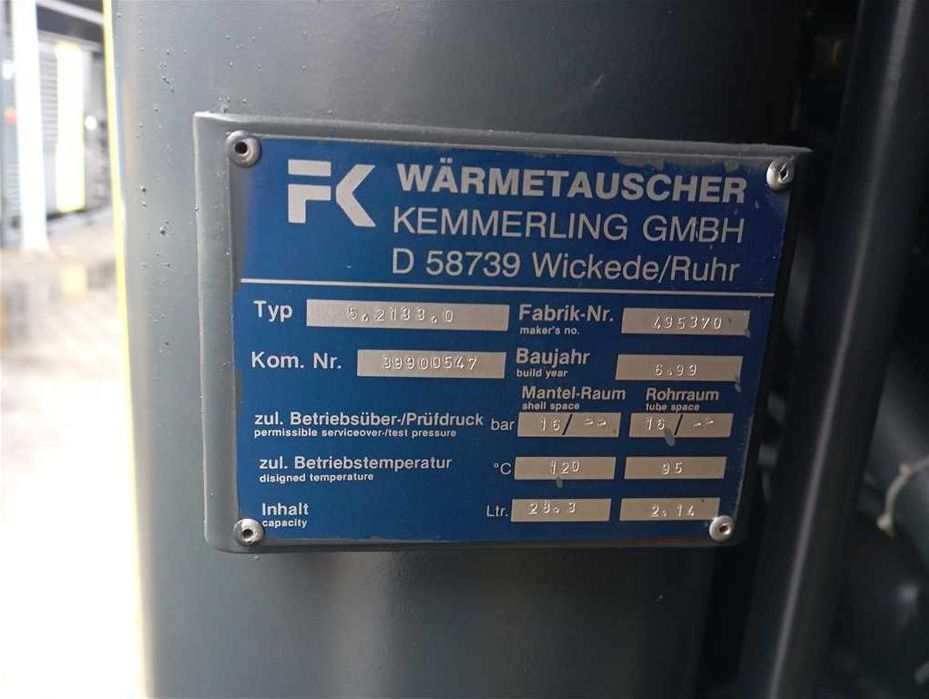 FK WÄRMETAUSCHER
KEMMERLING GMBH
D 58739 Wickede/Ruhr
Typ 5.2133.0 Fabrik-Nr. 495370
maker's no.
Kom. Nr. 39900547 Baujahr 6.99
build year
Mantel-Raum Rohrraum
shell space tube space
zul. Betriebsüber-/Prüfdruck bar 16/-- 16/--
permissible serviceover-/test pressure
zul. Betriebstemperatur °C 120 95
disigned temperature
Inhalt Ltr. 28.3 2.14
capacity